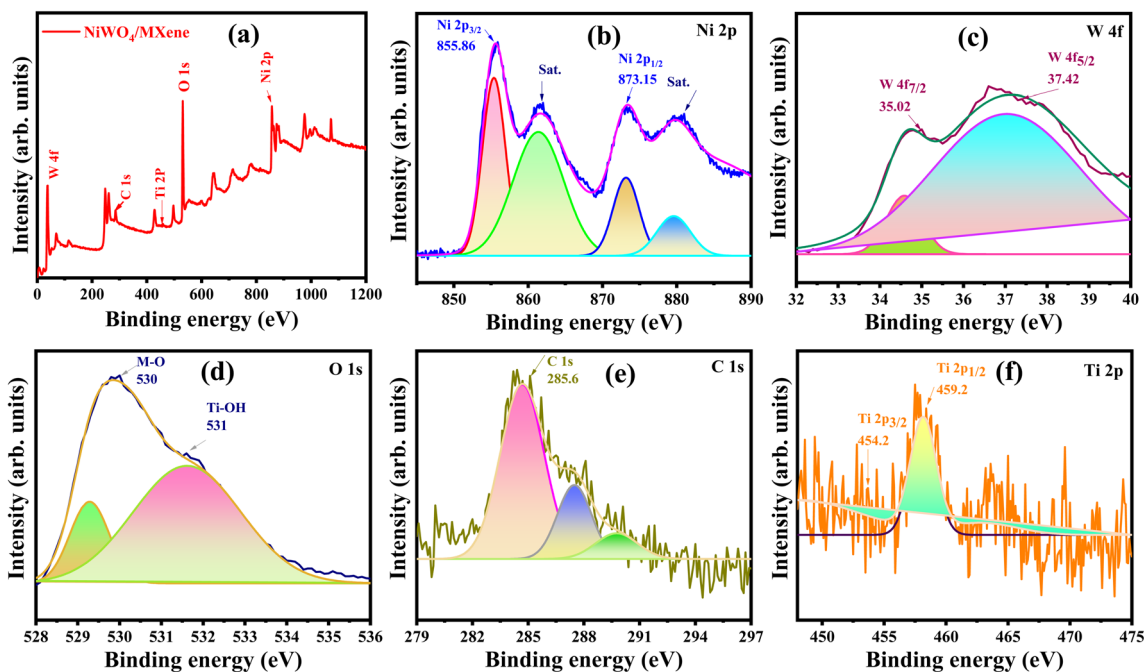 NiWO4/MXene
(a)
W 4f
C 1s
Ti 2P
O 1s
Ni 2p
Intensity (arb. units)
0 200 400 600 800 1000 1200
Binding energy (eV)
Ni 2p3/2
855.86
Sat.
(b)
Ni 2p
Ni 2p1/2
873.15
Sat.
Intensity (arb. units)
850 860 870 880 890
Binding energy (eV)
(c)
W 4f
W 4f7/2
35.02
W 4f5/2
37.42
Intensity (arb. units)
32 33 34 35 36 37 38 39 40
Binding energy (eV)
M-O
530
(d)
O 1s
Ti-OH
531
Intensity (arb. units)
528 529 530 531 532 533 534 535 536
Binding energy (eV)
C 1s
285.6
(e)
C 1s
Intensity (arb. units)
279 281 283 285 287 289 291 293 295 297
Binding energy (eV)
Ti 2p1/2
459.2
(f)
Ti 2p
Ti 2p3/2
454.2
Intensity (arb. units)
450 455 460 465 470 475
Binding energy (eV)